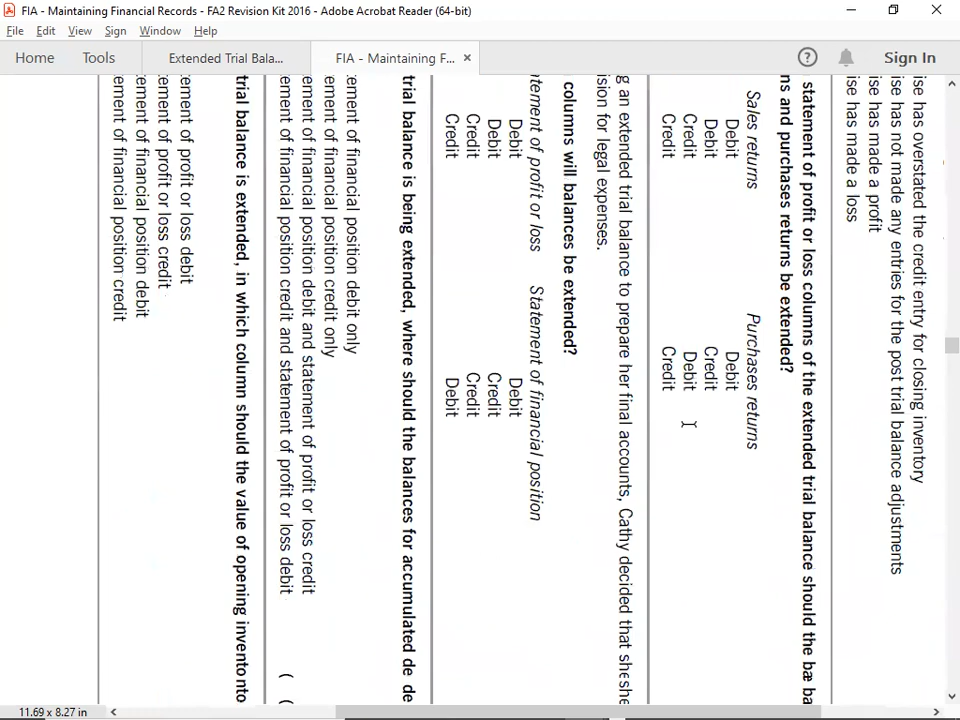 FIA - Maintaining Financial Records - FA2 Revision Kit 2016 - Adobe Acrobat Reader (64-bit)
File Edit View Window Help
Home Tools Extended Trial Bala... FIA - Maintaining F... × Sign In
ise has overstated the credit entry for closing inventory
ise has not made any entries for the post trial balance adjustments
ise has made a profit
ise has made a loss
statement of profit or loss columns of the extended trial balance should the ba
ns and purchases returns be extended?
Sales returns Purchases returns
Debit Debit
Debit Credit
Credit Debit
Credit Credit
g an extended trial balance to prepare her final accounts, Cathy decided that she
ision for legal expenses.
columns will balances be extended?
atement of profit or loss Statement of financial position
Debit Debit
Debit Credit
Credit Credit
Credit Debit
trial balance is being extended, where should the balances for accumulated de
ement of financial position debit only
ement of financial position credit only
ement of financial position debit and statement of profit or loss credit
ement of financial position credit and statement of profit or loss debit
trial balance is extended, in which column should the value of opening invento
ement of profit or loss debit
ement of profit or loss credit
ement of financial position debit
ement of financial position credit
11.69 x 8.27 in